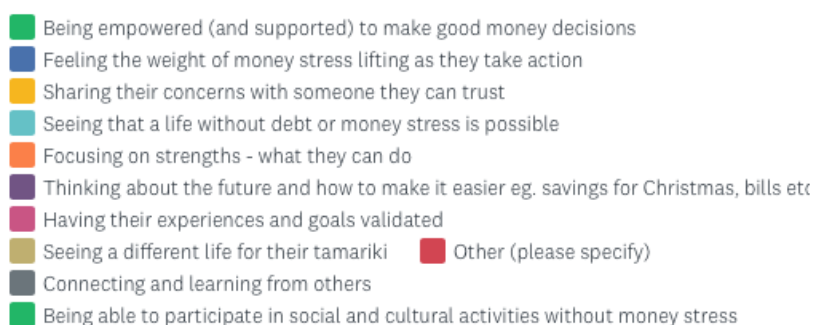 Being empowered (and supported) to make good money decisions
Feeling the weight of money stress lifting as they take action
Sharing their concerns with someone they can trust
Seeing that a life without debt or money stress is possible
Focusing on strengths - what they can do
Thinking about the future and how to make it easier eg. savings for Christmas, bills etc
Having their experiences and goals validated
Seeing a different life for their tamariki Other (please specify)
Connecting and learning from others
Being able to participate in social and cultural activities without money stress